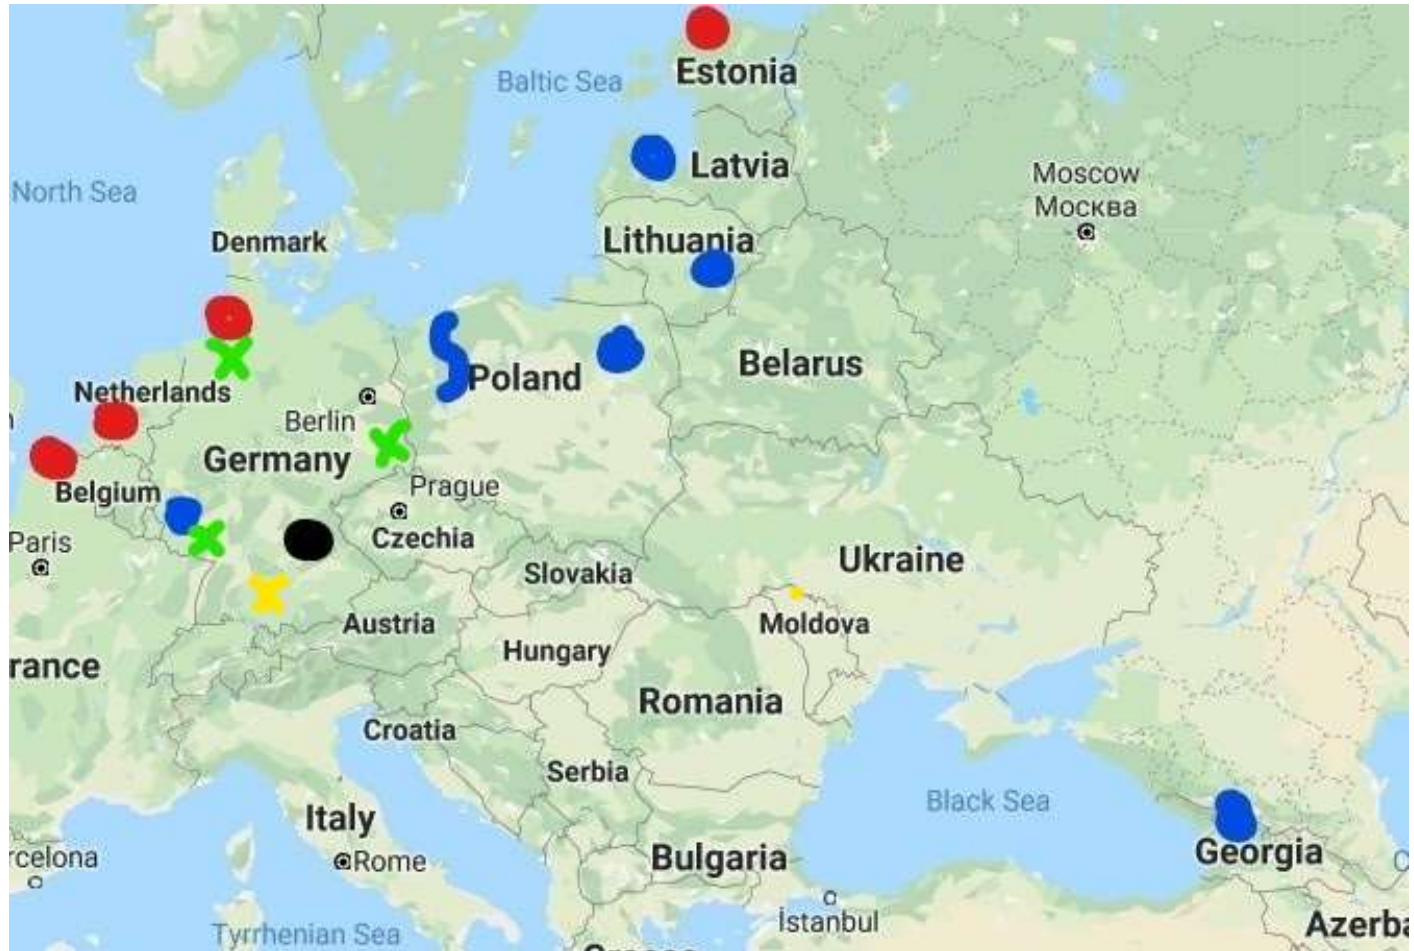 Estonia
Baltic Sea
Latvia
Moscow
Москва
North Sea
Denmark
Lithuania
Belarus
Poland
Netherlands
Berlin
Germany
Belgium
Prague
Paris
Czechia
Slovakia
Ukraine
Austria
Moldova
Hungary
rance
Romania
Croatia
Serbia
Black Sea
Italy
Georgia
Bulgaria
rcelona
Rome
İstanbul
Azerba
Tyrrhenian Sea